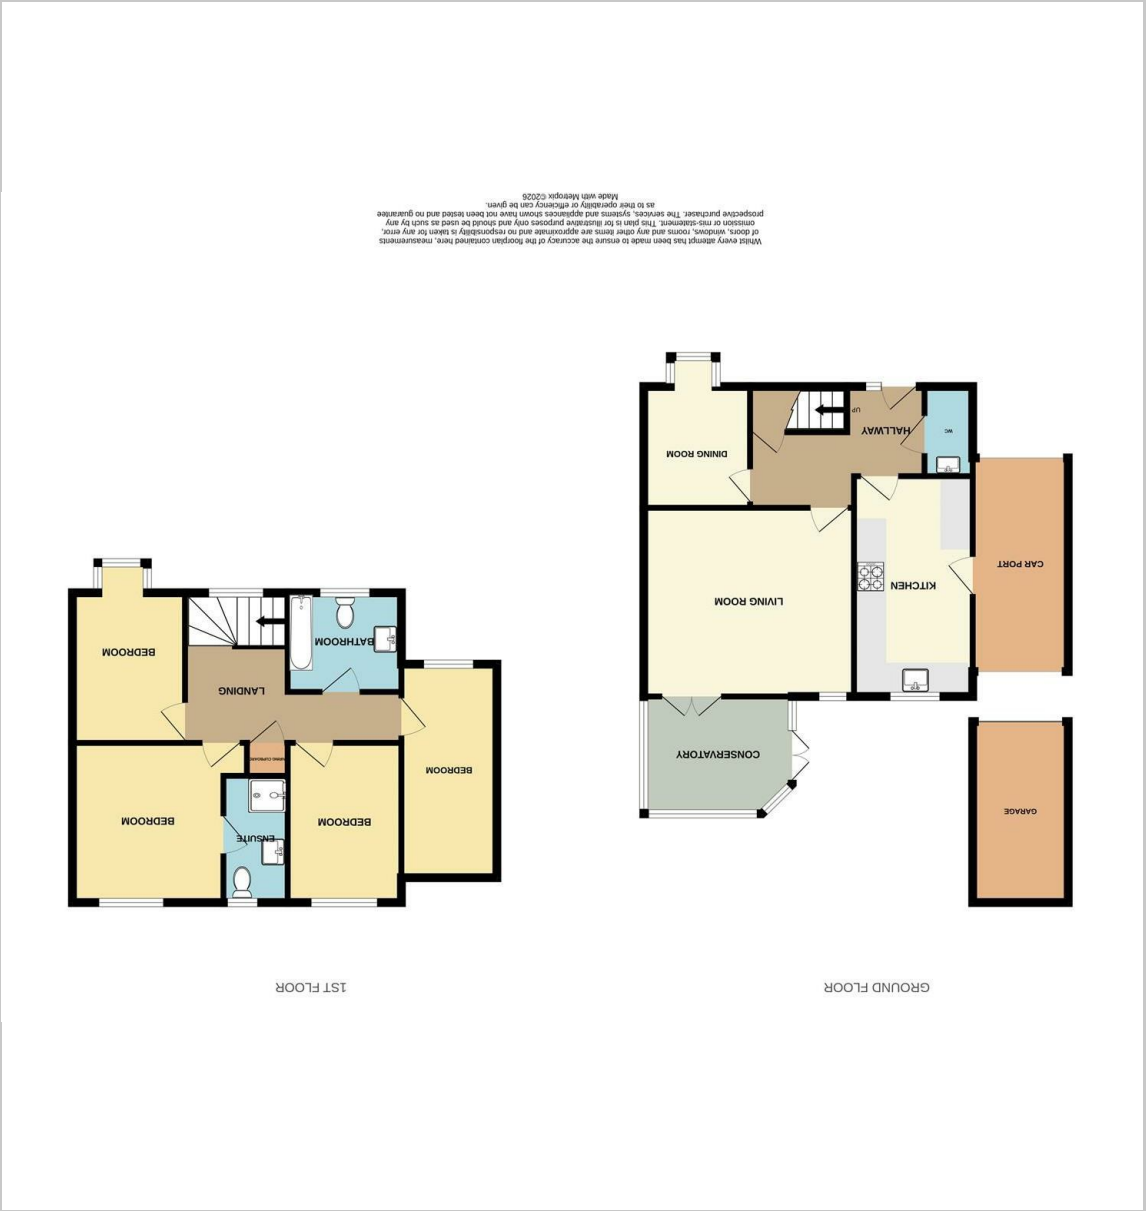 GROUND FLOOR
1ST FLOOR
GARAGE
CONSERVATORY
LIVING ROOM
KITCHEN
CAR PORT
DINING ROOM
HALLWAY
UP
WC
BEDROOM
ENSUITE
BEDROOM
BEDROOM
AIRING CUPBOARD
LANDING
BEDROOM
BATHROOM
Whilst every attempt has been made to ensure the accuracy of the floorplan contained here, measurements
of doors, windows, rooms and any other items are approximate and no responsibility is taken for any error,
omission or mis-statement. This plan is for illustrative purposes only and should be used as such by any
prospective purchaser. The services, systems and appliances shown have not been tested and no guarantee
as to their operability or efficiency can be given.
Made with Metropix ©2026